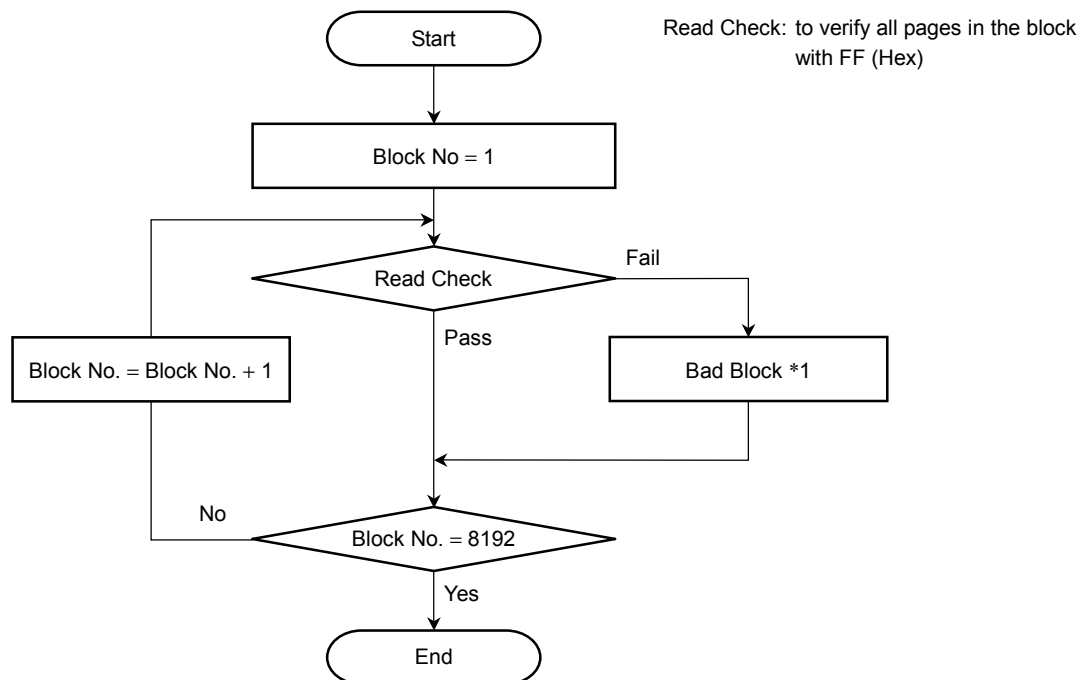 Start
Read Check: to verify all pages in the block
with FF (Hex)
Block No = 1
Read Check
Fail
Pass
Block No. = Block No. + 1
Bad Block *1
No
Block No. = 8192
Yes
End